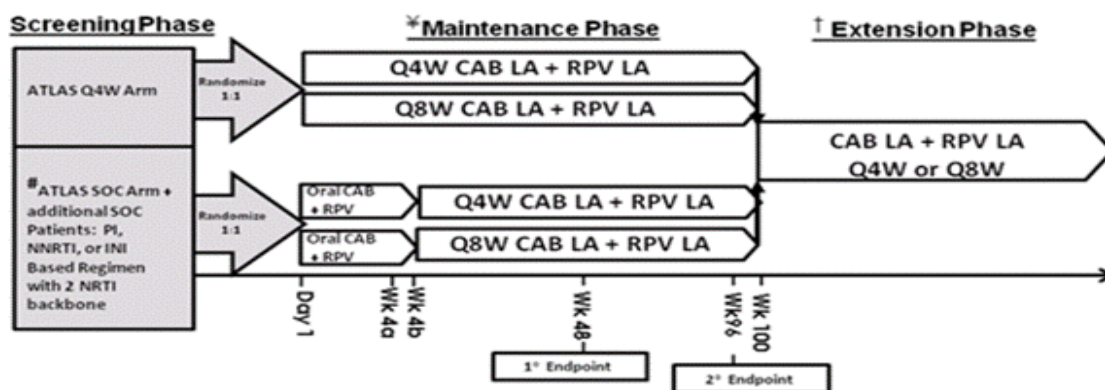 Screening Phase
¥Maintenance Phase
† Extension Phase
ATLAS Q4W Arm
Randomize
1:1
Q4W CAB LA + RPV LA
Q8W CAB LA + RPV LA
CAB LA + RPV LA
Q4W or Q8W
#ATLAS SOC Arm +
additional SOC
Patients: PI,
NNRTI, or INI
Based Regimen
with 2 NRTI
backbone
Randomize
1:1
Oral CAB
+ RPV
Q4W CAB LA + RPV LA
Oral CAB
+ RPV
Q8W CAB LA + RPV LA
Day 1
Wk 4a
Wk 4b
Wk 48
Wk96
Wk 100
1° Endpoint
2° Endpoint